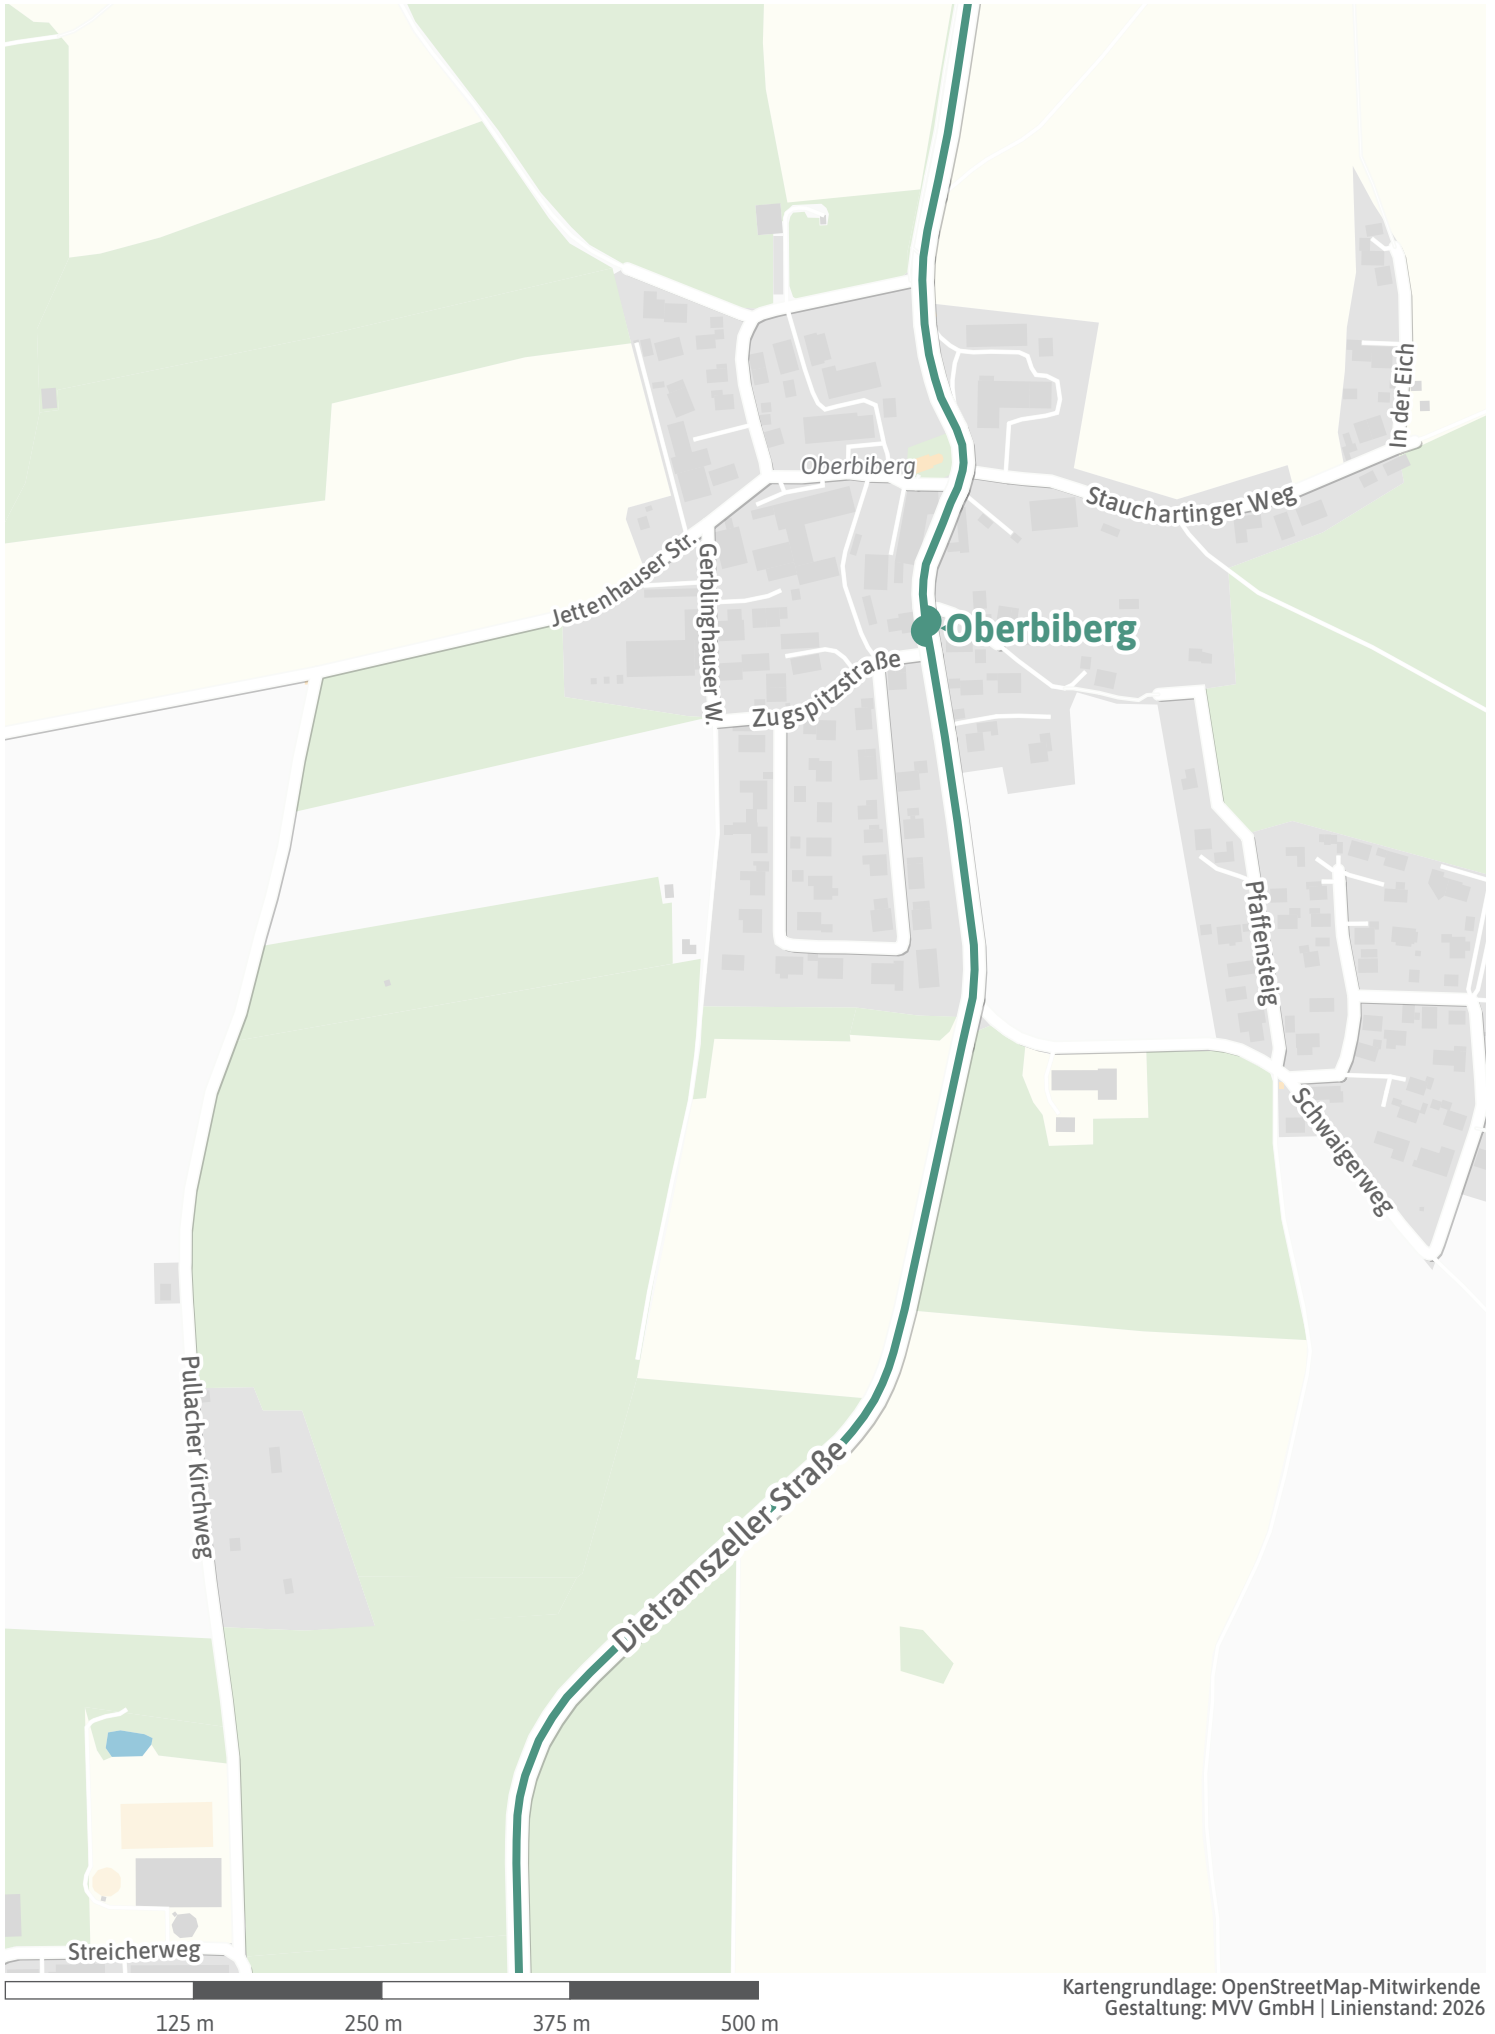 In der Eich
Oberbiberg
Stauchartinger Weg
Jettenhauser Str.
Gerblinghauser W.
Oberbiberg
Zugspitzstraße
Pfaffensteig
Schwaigerweg
Pullacher Kirchweg
Dietramszeller Straße
Streicherweg
125 m 250 m 375 m 500 m
Kartengrundlage: OpenStreetMap-Mitwirkende
Gestaltung: MVV GmbH | Linienstand: 2026